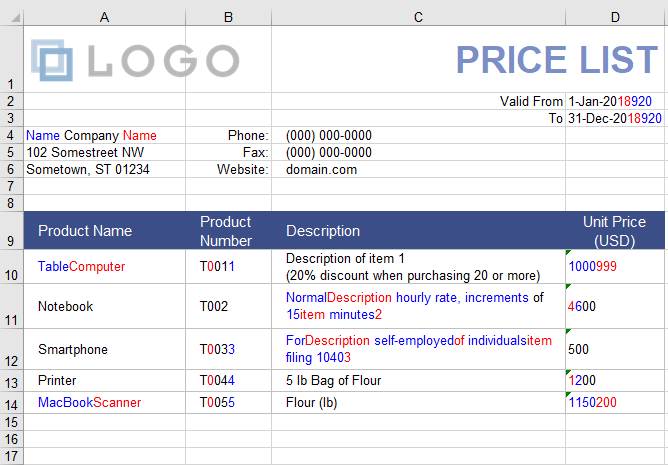 A B C D
1 LOGO PRICE LIST
2 Valid From 1-Jan-2018920
3 To 31-Dec-2018920
4 Name Company Name Phone: (000) 000-0000
5 102 Somestreet NW Fax: (000) 000-0000
6 Sometown, ST 01234 Website: domain.com
7
8
9 Product Name Product Number Description Unit Price (USD)
10 TableComputer T0011 Description of item 1
(20% discount when purchasing 20 or more) 1000999
11 Notebook T002 NormalDescription hourly rate, increments of
15item minutes2 4600
12 Smartphone T0033 ForDescription self-employedof individualsitem
filing 10403 500
13 Printer T0044 5 lb Bag of Flour 1200
14 MacBookScanner T0055 Flour (lb) 1150200
15
16
17